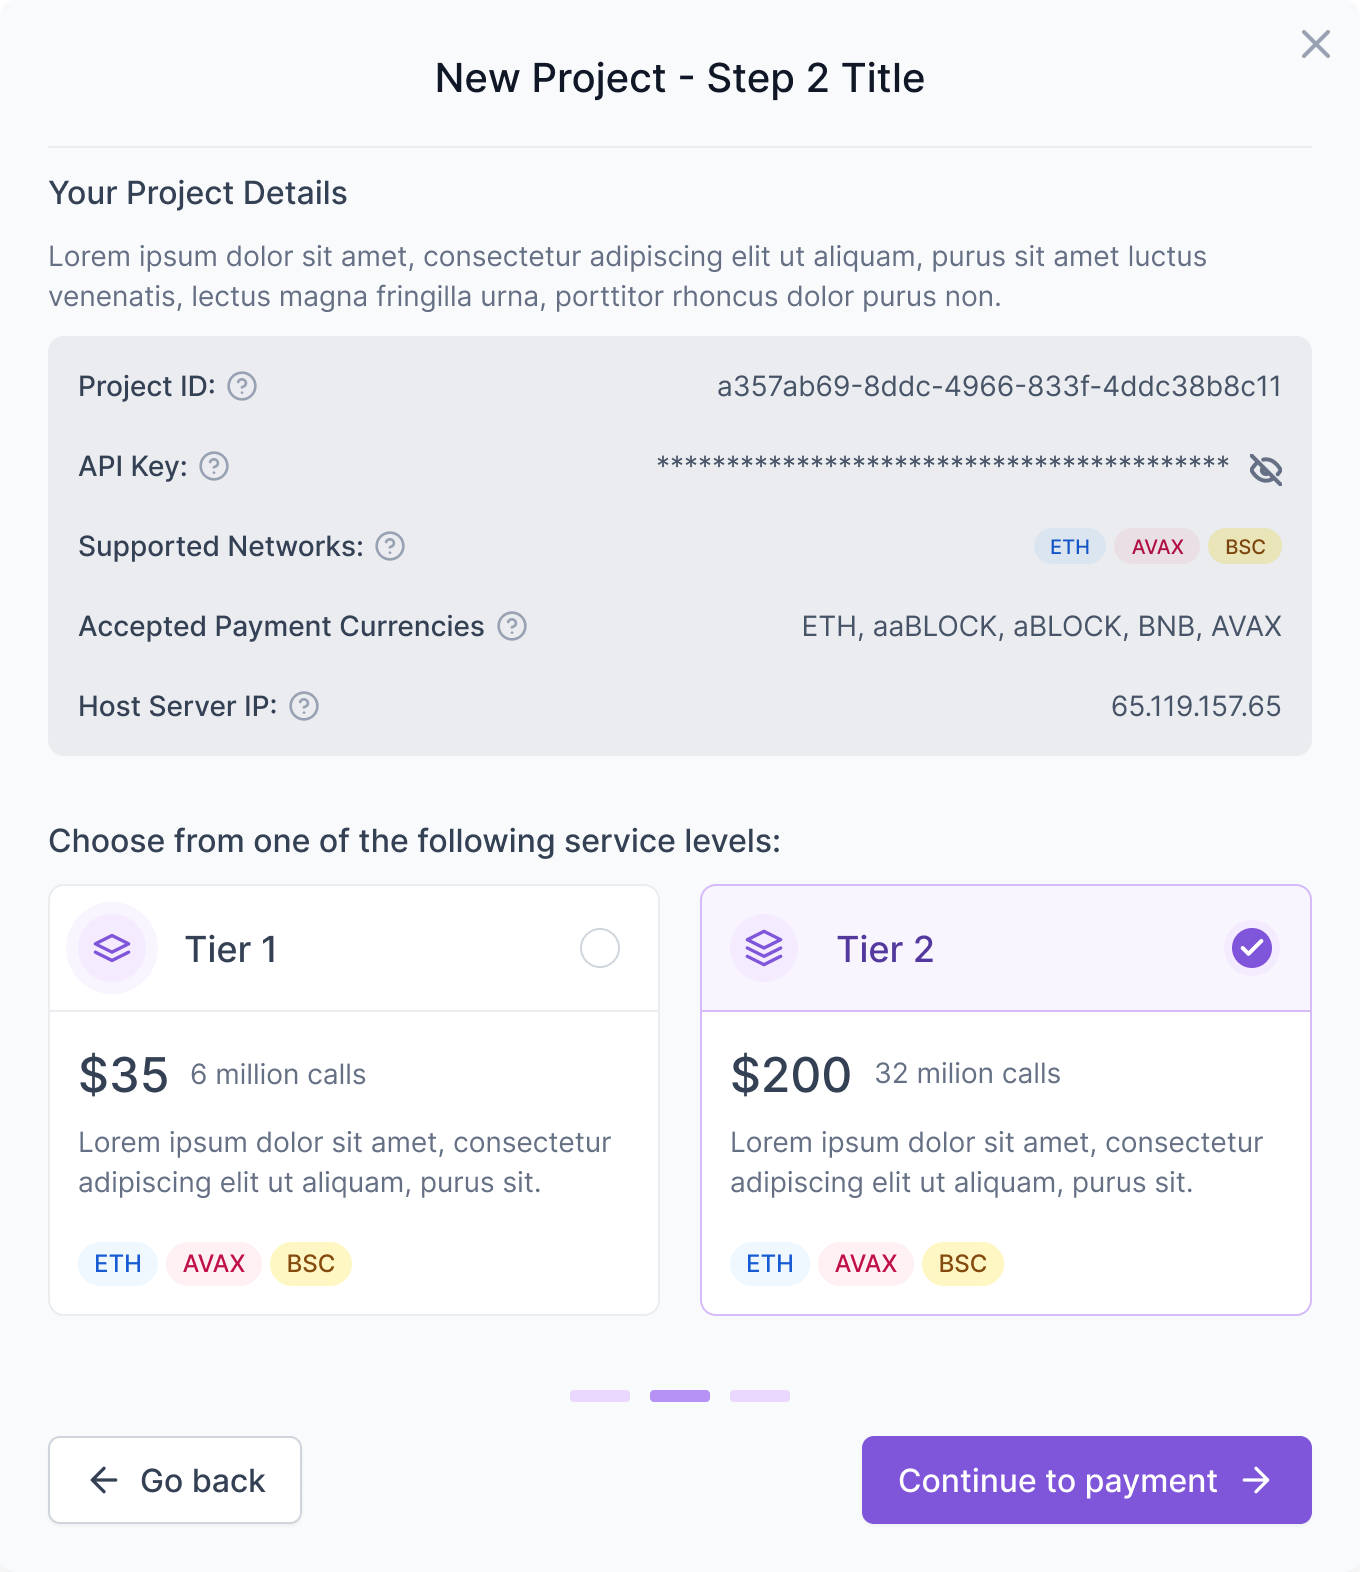 New Project - Step 2 Title
Your Project Details
Lorem ipsum dolor sit amet, consectetur adipiscing elit ut aliquam, purus sit amet luctus
venenatis, lectus magna fringilla urna, porttitor rhoncus dolor purus non.
Project ID: a357ab69-8ddc-4966-833f-4ddc38b8c11
API Key: *****************************************
Supported Networks: ETH AVAX BSC
Accepted Payment Currencies ETH, aaBLOCK, aBLOCK, BNB, AVAX
Host Server IP: 65.119.157.65
Choose from one of the following service levels:
Tier 1
$35 6 million calls
Lorem ipsum dolor sit amet, consectetur
adipiscing elit ut aliquam, purus sit.
ETH AVAX BSC
Tier 2
$200 32 milion calls
Lorem ipsum dolor sit amet, consectetur
adipiscing elit ut aliquam, purus sit.
ETH AVAX BSC
Go back
Continue to payment